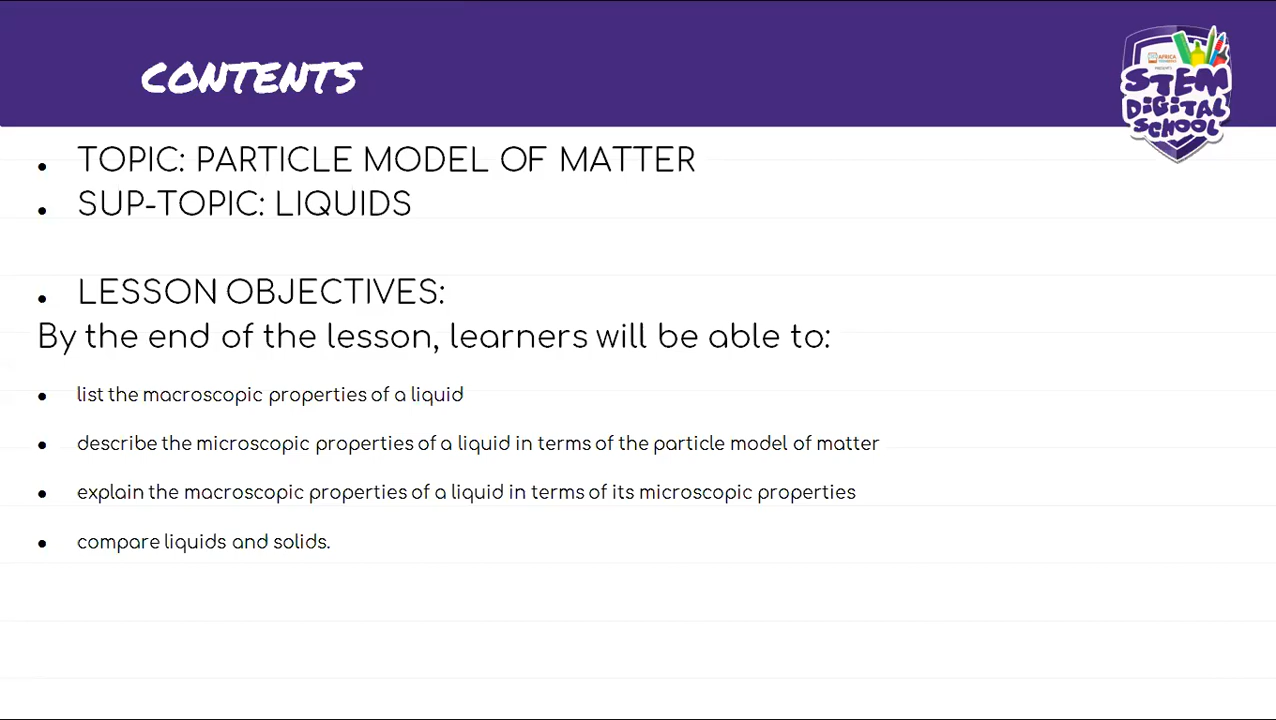 CONTENTS
AFRICA
STEM
DIGITAL
SCHOOL
• TOPIC: PARTICLE MODEL OF MATTER
• SUP-TOPIC: LIQUIDS
• LESSON OBJECTIVES:
By the end of the lesson, learners will be able to:
• list the macroscopic properties of a liquid
• describe the microscopic properties of a liquid in terms of the particle model of matter
• explain the macroscopic properties of a liquid in terms of its microscopic properties
• compare liquids and solids.